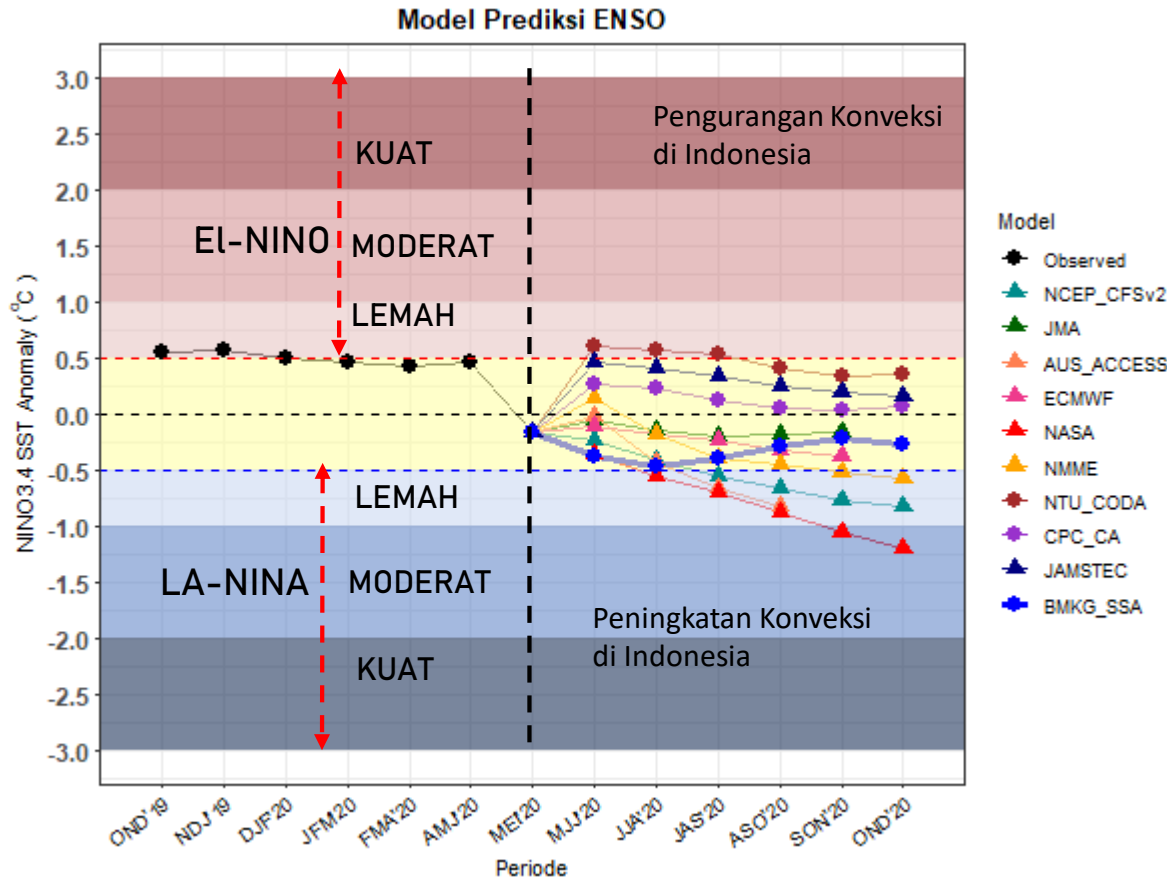 Model Prediksi ENSO
NINO3.4 SST Anomaly ( °C )
3.0
2.5
2.0
1.5
1.0
0.5
0.0
-0.5
-1.0
-1.5
-2.0
-2.5
-3.0
KUAT
El-NINO
MODERAT
LEMAH
Pengurangan Konveksi
di Indonesia
LEMAH
LA-NINA
MODERAT
KUAT
Peningkatan Konveksi
di Indonesia
OND'19
NDJ'19
DJF'20
JFM'20
FMA'20
AMJ'20
MEI'20
MJJ'20
JJA'20
JAS'20
ASO'20
SON'20
OND'20
Periode
Model
Observed
NCEP_CFSv2
JMA
AUS_ACCESS
ECMWF
NASA
NMME
NTU_CODA
CPC_CA
JAMSTEC
BMKG_SSA